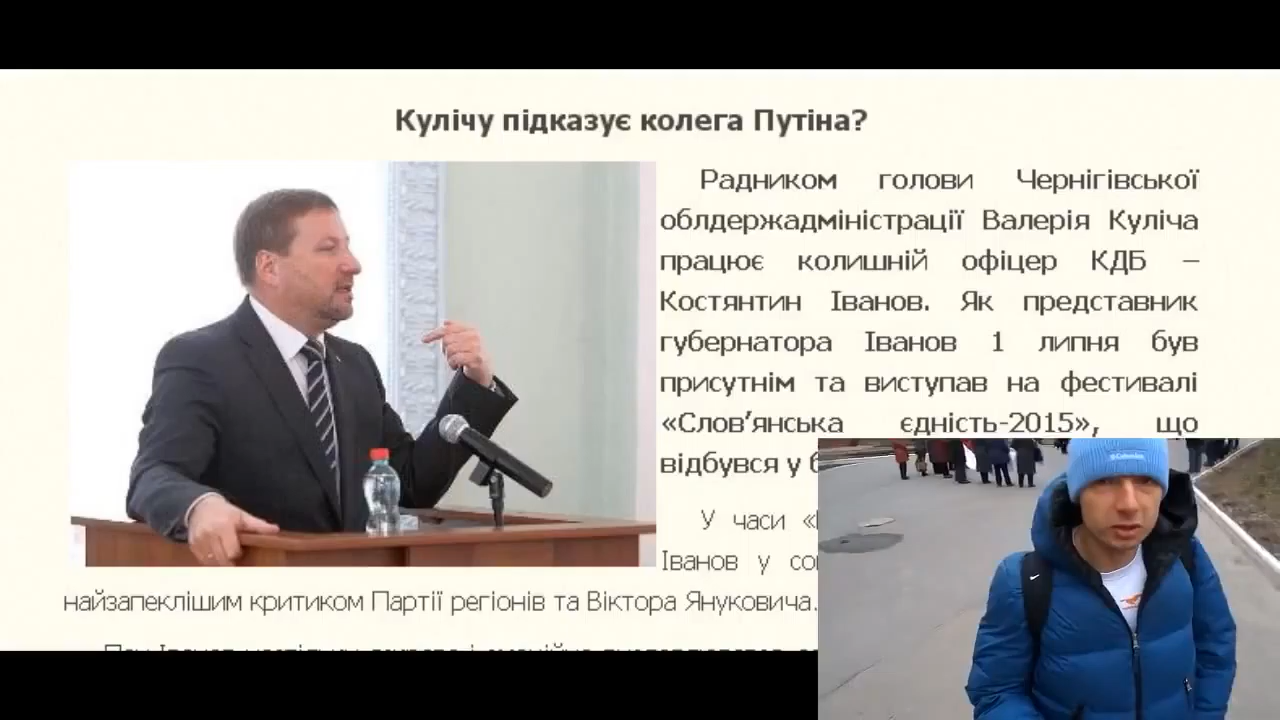 Кулічу підказує колега Путіна?
Радником голови Чернігівської
облдержадміністрації Валерія Куліча
працює колишній офіцер КДБ –
Костянтин Іванов. Як представник
губернатора Іванов 1 липня був
присутнім та виступав на фестивалі
«Слов’янська єдність-2015», що
відбувся у
У часи
Іванов у
найзапеклішим критиком Партії регіонів та Віктора Януковича.
Columbia